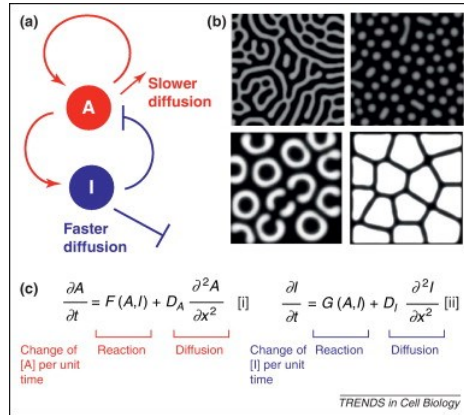 (a)
A
Slower
diffusion
I
Faster
diffusion
(b)
(c) ∂A/∂t = F (A,I) + D_A ∂²A/∂x² [i]
Change of [A] per unit time
Reaction
Diffusion
∂I/∂t = G (A,I) + D_I ∂²I/∂x² [ii]
Change of [I] per unit time
Reaction
Diffusion
TRENDS in Cell Biology